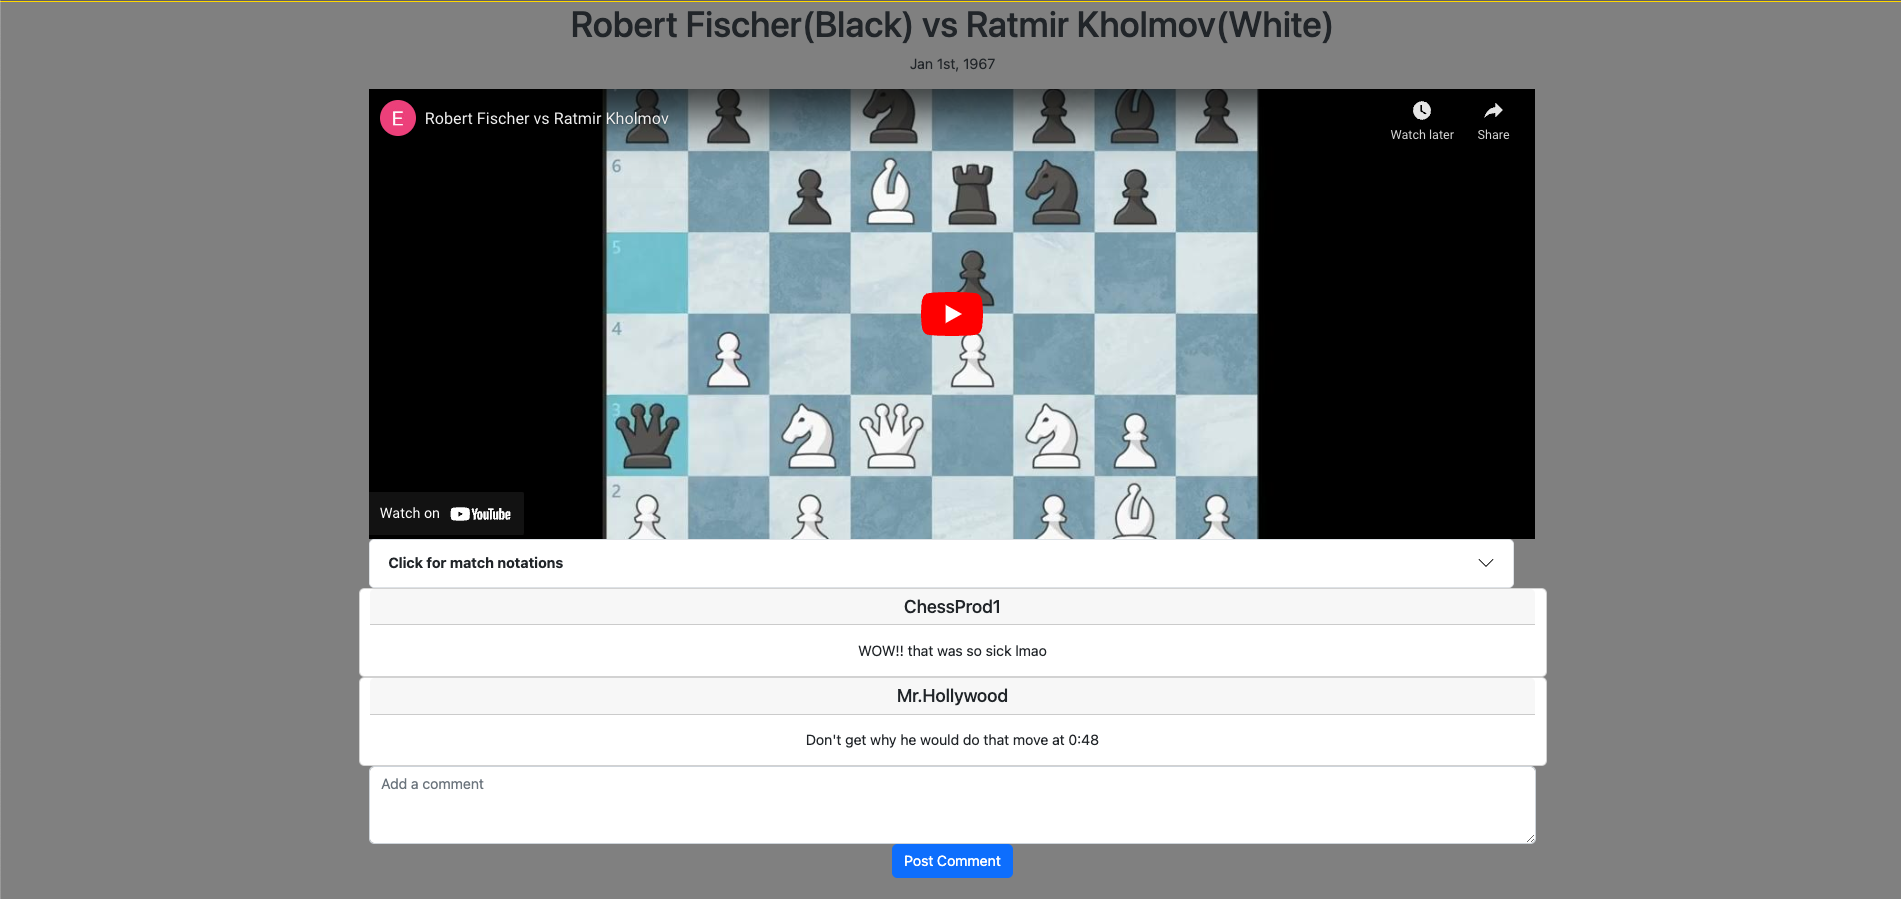 Robert Fischer(Black) vs Ratmir Kholmov(White)
Jan 1st, 1967
E
Robert Fischer vs Ratmir Kholmov
Watch later
Share
6
5
4
3
2
Watch on YouTube
Click for match notations
ChessProd1
WOW!! that was so sick lmao
Mr.Hollywood
Don't get why he would do that move at 0:48
Add a comment
Post Comment